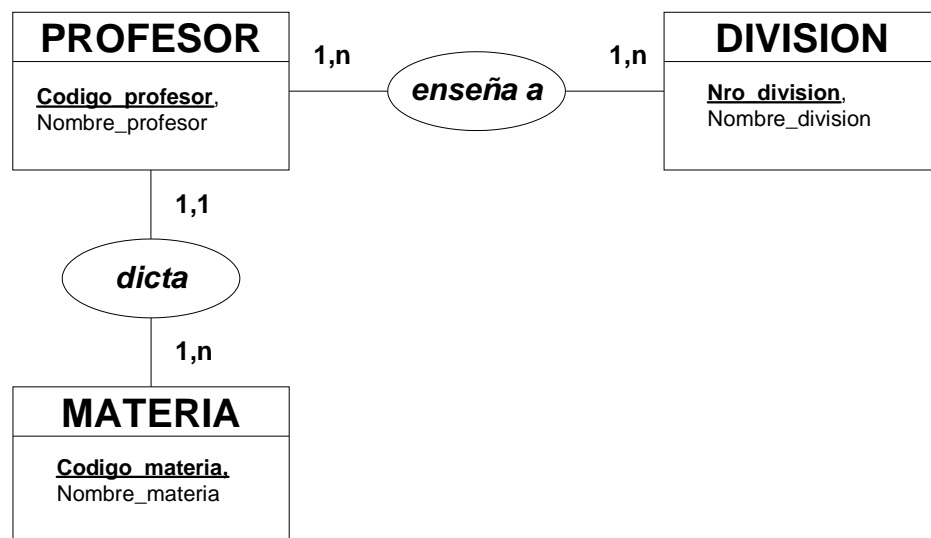 PROFESOR
Codigo_profesor,
Nombre_profesor
1,n
enseña a
1,n
DIVISION
Nro_division,
Nombre_division
1,1
dicta
1,n
MATERIA
Codigo_materia,
Nombre_materia